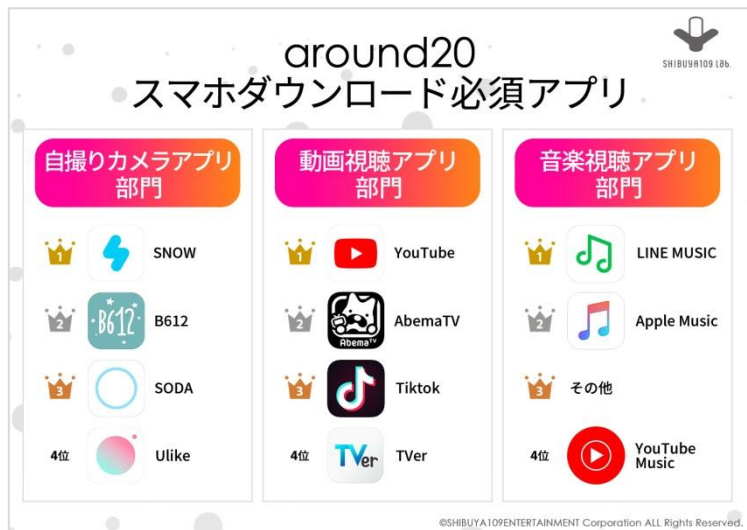 around20
スマホダウンロード必須アプリ
SHIBUYA109 lab.
自撮りカメラアプリ
部門
1 SNOW
2 B612 B612
3 SODA
4位 Ulike
動画視聴アプリ
部門
1 YouTube
2 AbemaTV AbemaTV
3 Tiktok
4位 TVer TVer
音楽視聴アプリ
部門
1 LINE MUSIC
2 Apple Music
3 その他
4位 YouTube
Music
©SHIBUYA109ENTERTAINMENT Corporation ALL Rights Reserved.